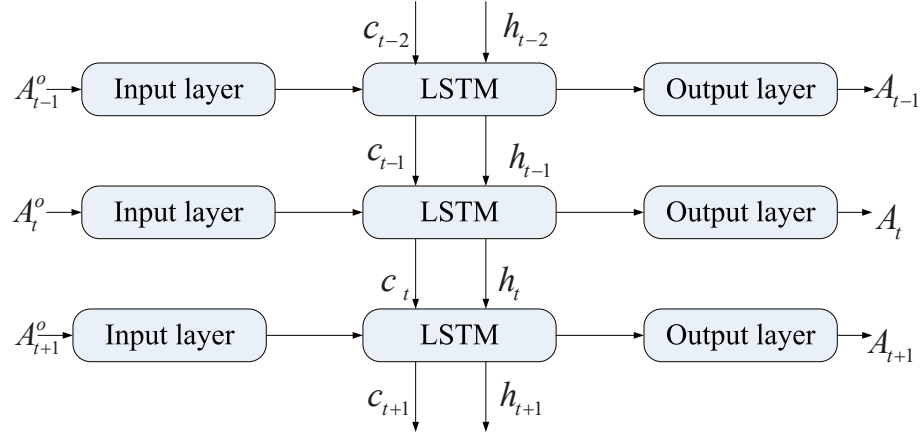 c_{t-2} h_{t-2}
A^o_{t-1} Input layer LSTM Output layer A_{t-1}
c_{t-1} h_{t-1}
A^o_t Input layer LSTM Output layer A_t
c_t h_t
A^o_{t+1} Input layer LSTM Output layer A_{t+1}
c_{t+1} h_{t+1}